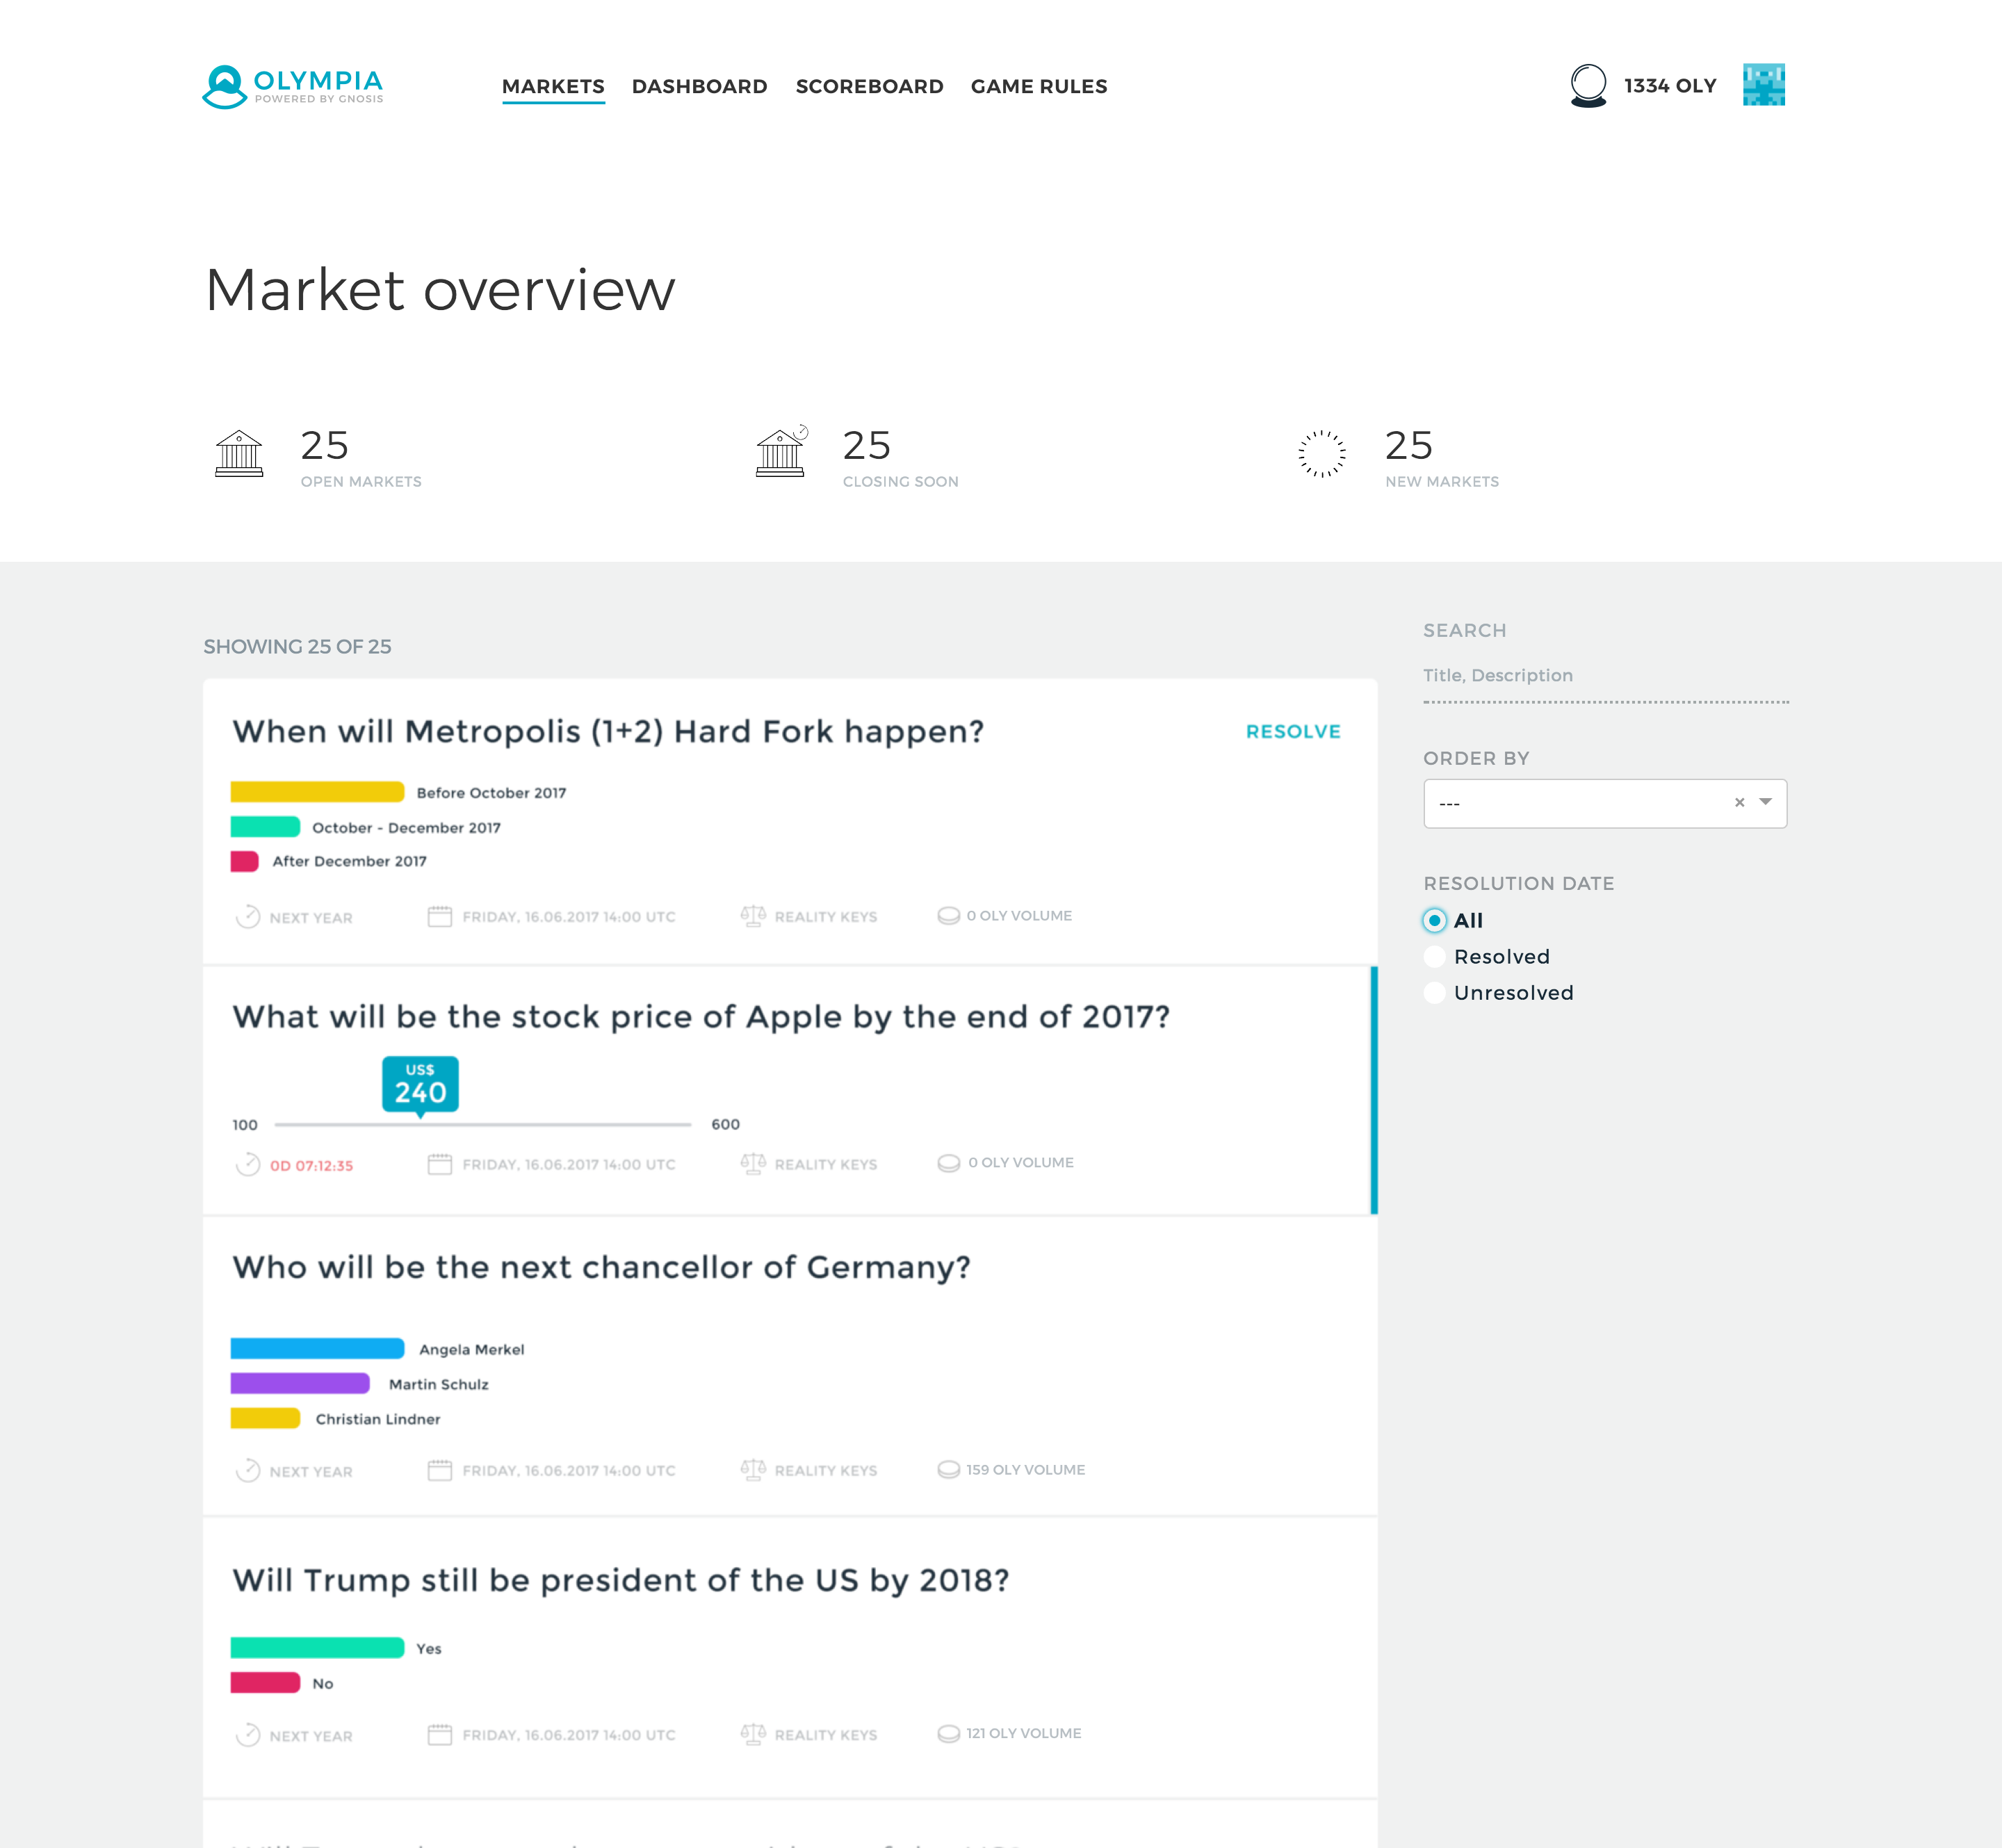 OLYMPIA
POWERED BY GNOSIS
MARKETS DASHBOARD SCOREBOARD GAME RULES
1334 OLY
Market overview
25
OPEN MARKETS
25
CLOSING SOON
25
NEW MARKETS
SHOWING 25 OF 25
When will Metropolis (1+2) Hard Fork happen?
RESOLVE
Before October 2017
October - December 2017
After December 2017
NEXT YEAR FRIDAY, 16.06.2017 14:00 UTC REALITY KEYS 0 OLY VOLUME
What will be the stock price of Apple by the end of 2017?
US$
240
100 600
0D 07:12:35 FRIDAY, 16.06.2017 14:00 UTC REALITY KEYS 0 OLY VOLUME
Who will be the next chancellor of Germany?
Angela Merkel
Martin Schulz
Christian Lindner
NEXT YEAR FRIDAY, 16.06.2017 14:00 UTC REALITY KEYS 159 OLY VOLUME
Will Trump still be president of the US by 2018?
Yes
No
NEXT YEAR FRIDAY, 16.06.2017 14:00 UTC REALITY KEYS 121 OLY VOLUME
SEARCH
Title, Description
ORDER BY
---
RESOLUTION DATE
All
Resolved
Unresolved